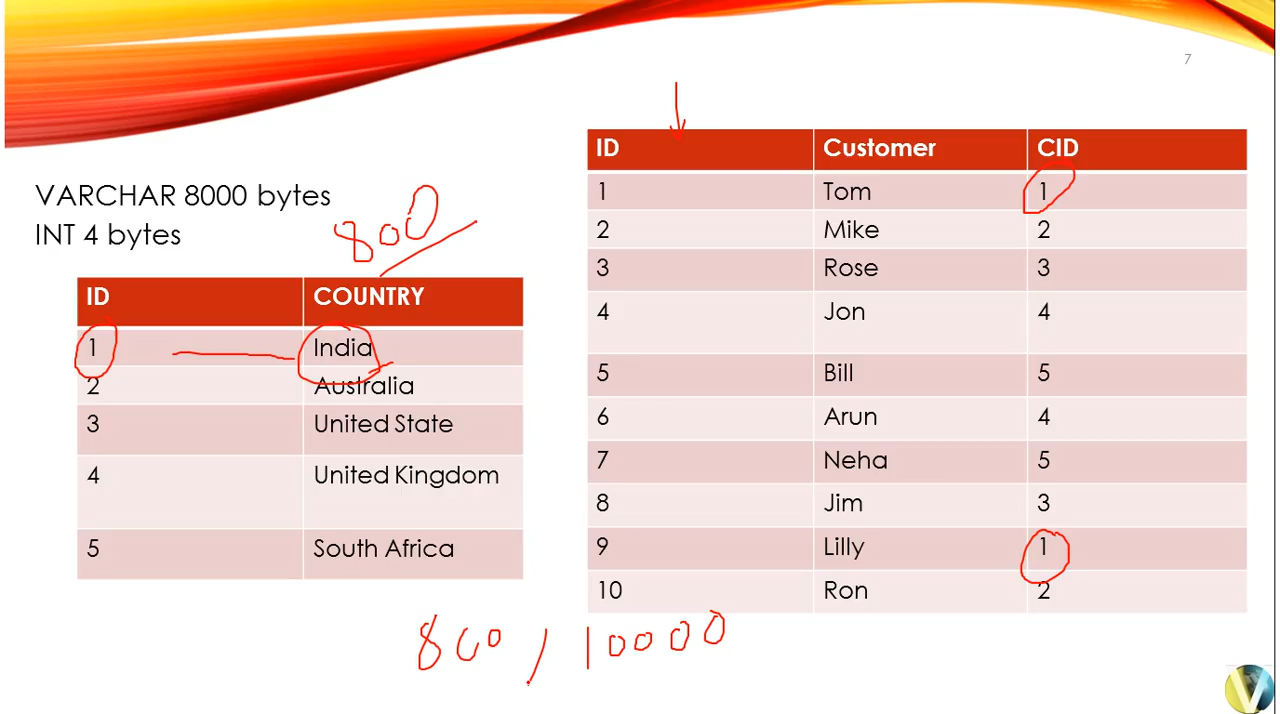 7
VARCHAR 8000 bytes
INT 4 bytes
800
ID COUNTRY
1 India
2 Australia
3 United State
4 United Kingdom
5 South Africa
ID Customer CID
1 Tom 1
2 Mike 2
3 Rose 3
4 Jon 4
5 Bill 5
6 Arun 4
7 Neha 5
8 Jim 3
9 Lilly 1
10 Ron 2
800, 10000
V